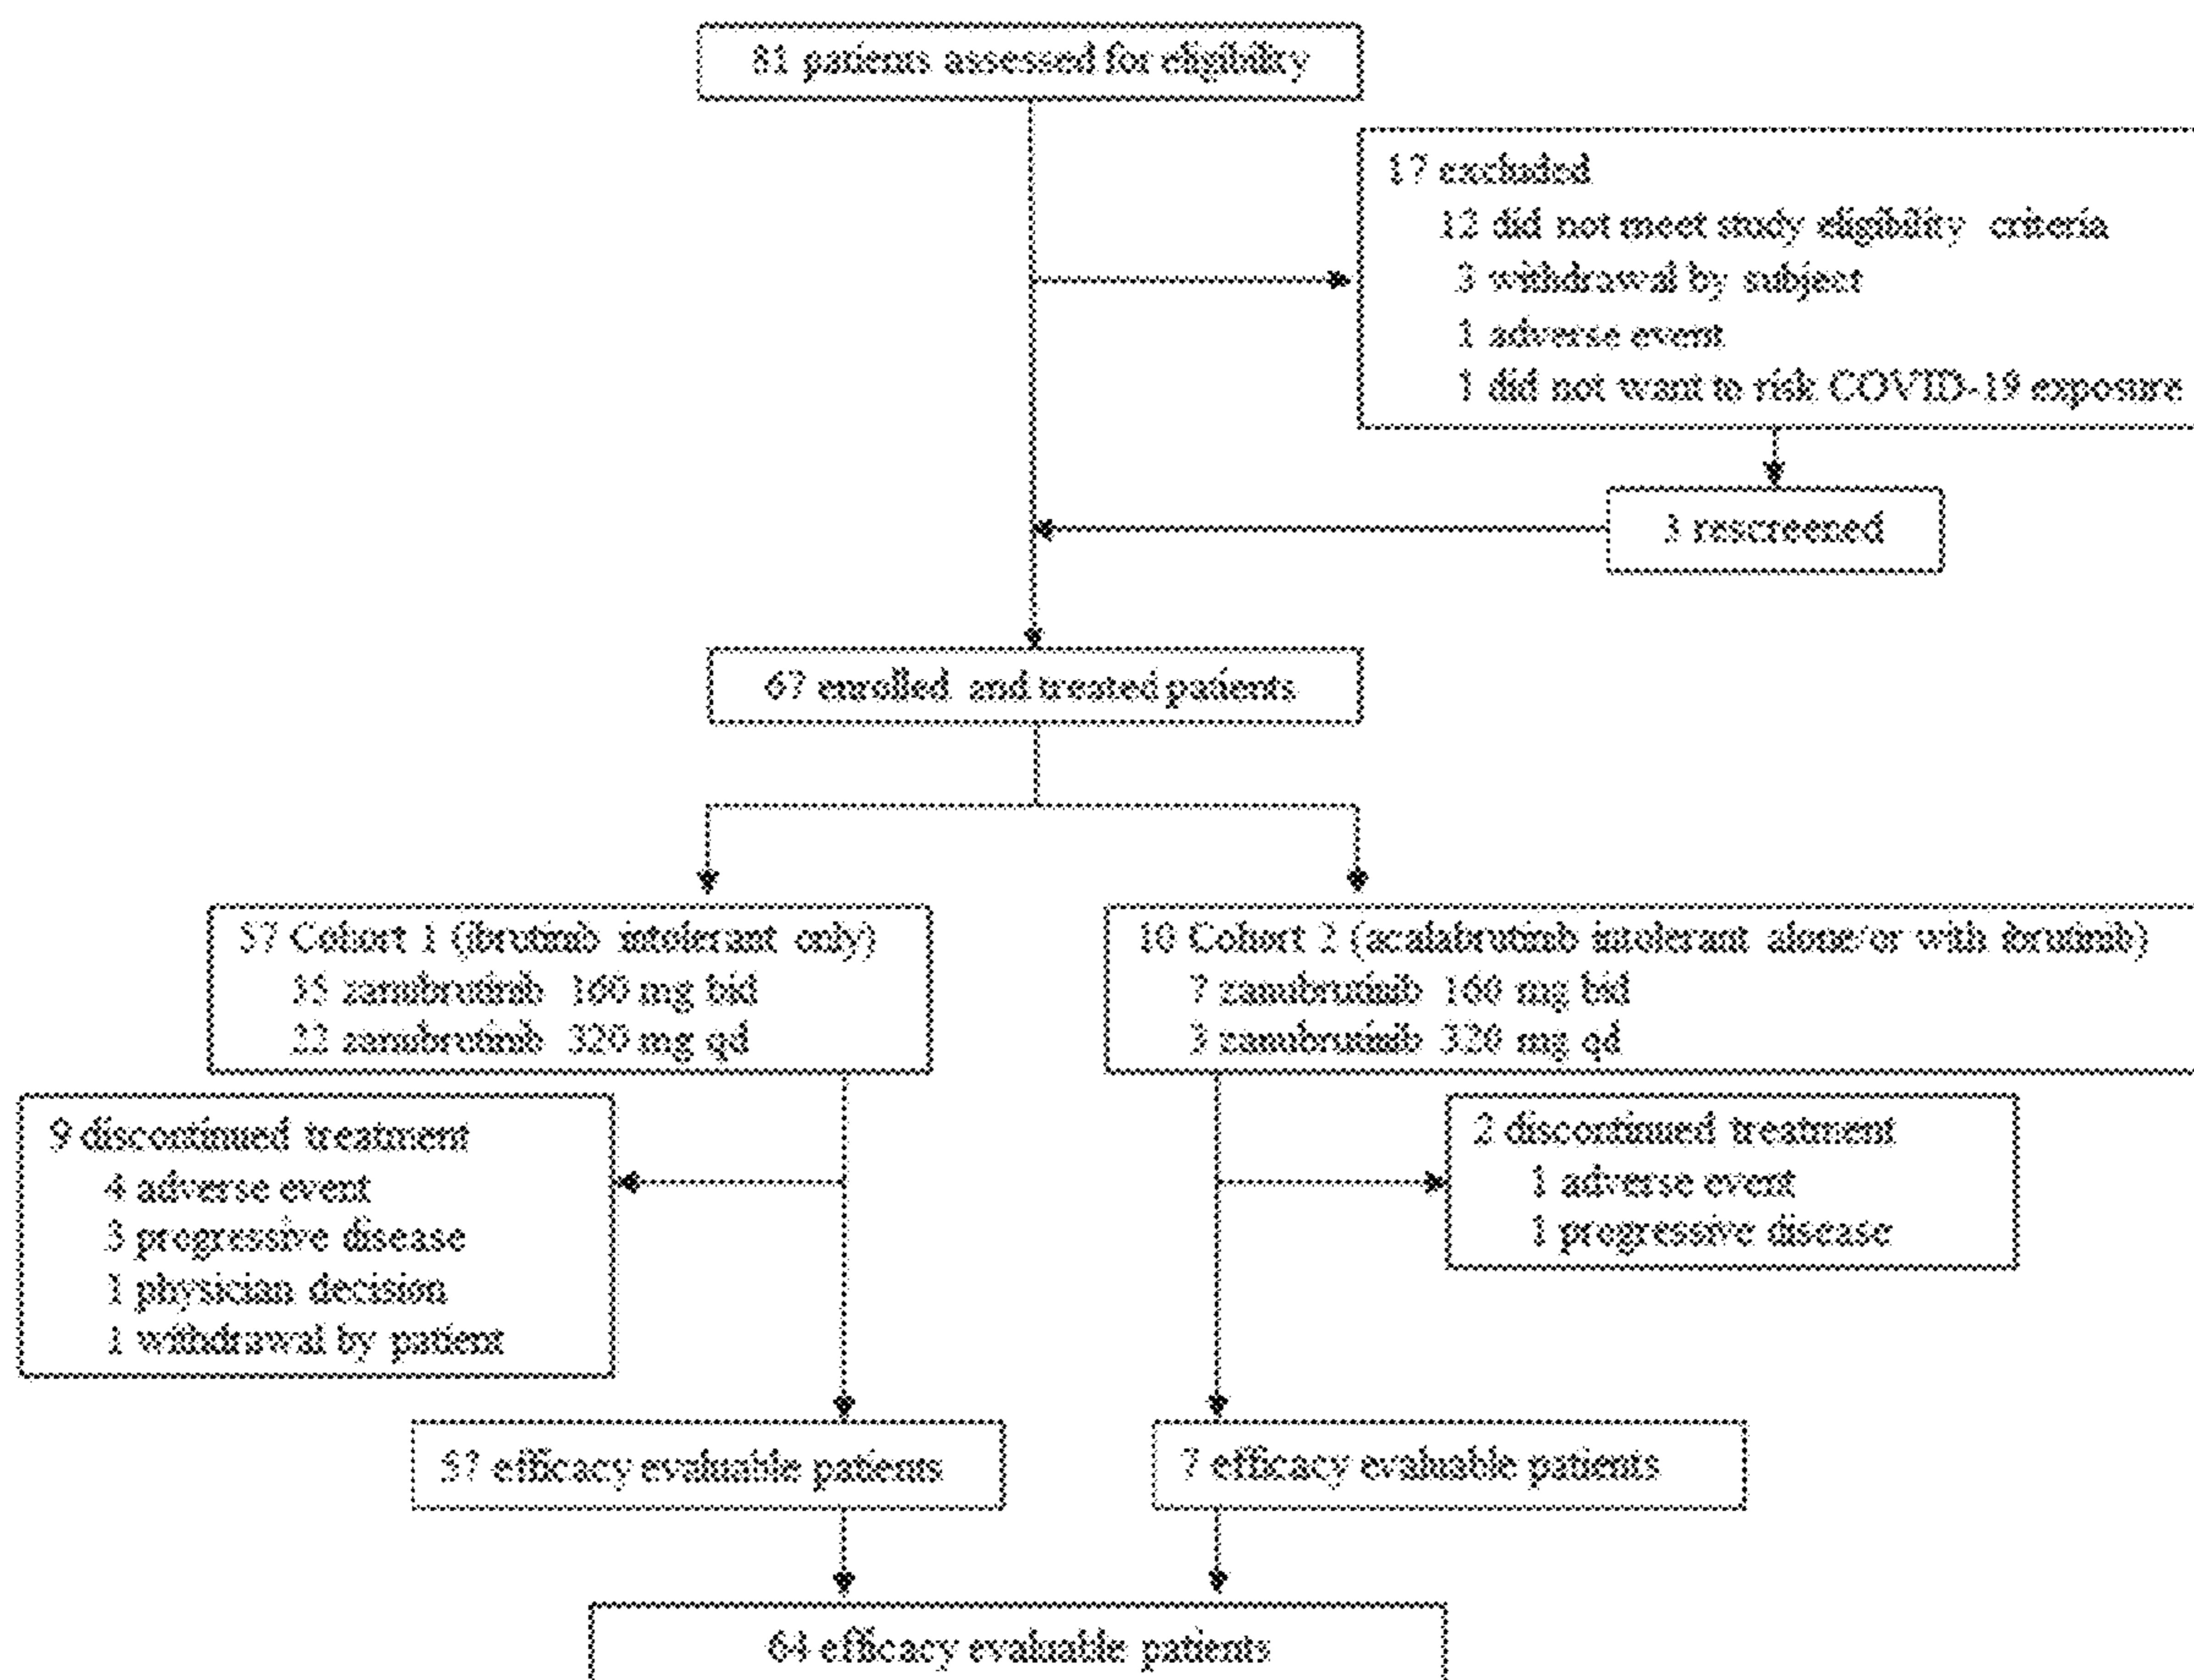 81 patients assessed for eligibility
17 excluded
12 did not meet study eligibility criteria
3 withdrawal by subject
1 adverse event
1 did not want to risk COVID-19 exposure
3 rescreened
67 enrolled and treated patients
57 Cohort 1 (ibrutinib intolerant only)
35 zanubrutinib 160 mg bid
22 zanubrutinib 320 mg qd
10 Cohort 2 (acalabrutinib intolerant alone/or with ibrutinib)
7 zanubrutinib 160 mg bid
3 zanubrutinib 320 mg qd
9 discontinued treatment
4 adverse event
3 progressive disease
1 physician decision
1 withdrawal by patient
2 discontinued treatment
1 adverse event
1 progressive disease
57 efficacy evaluable patients
7 efficacy evaluable patients
64 efficacy evaluable patients